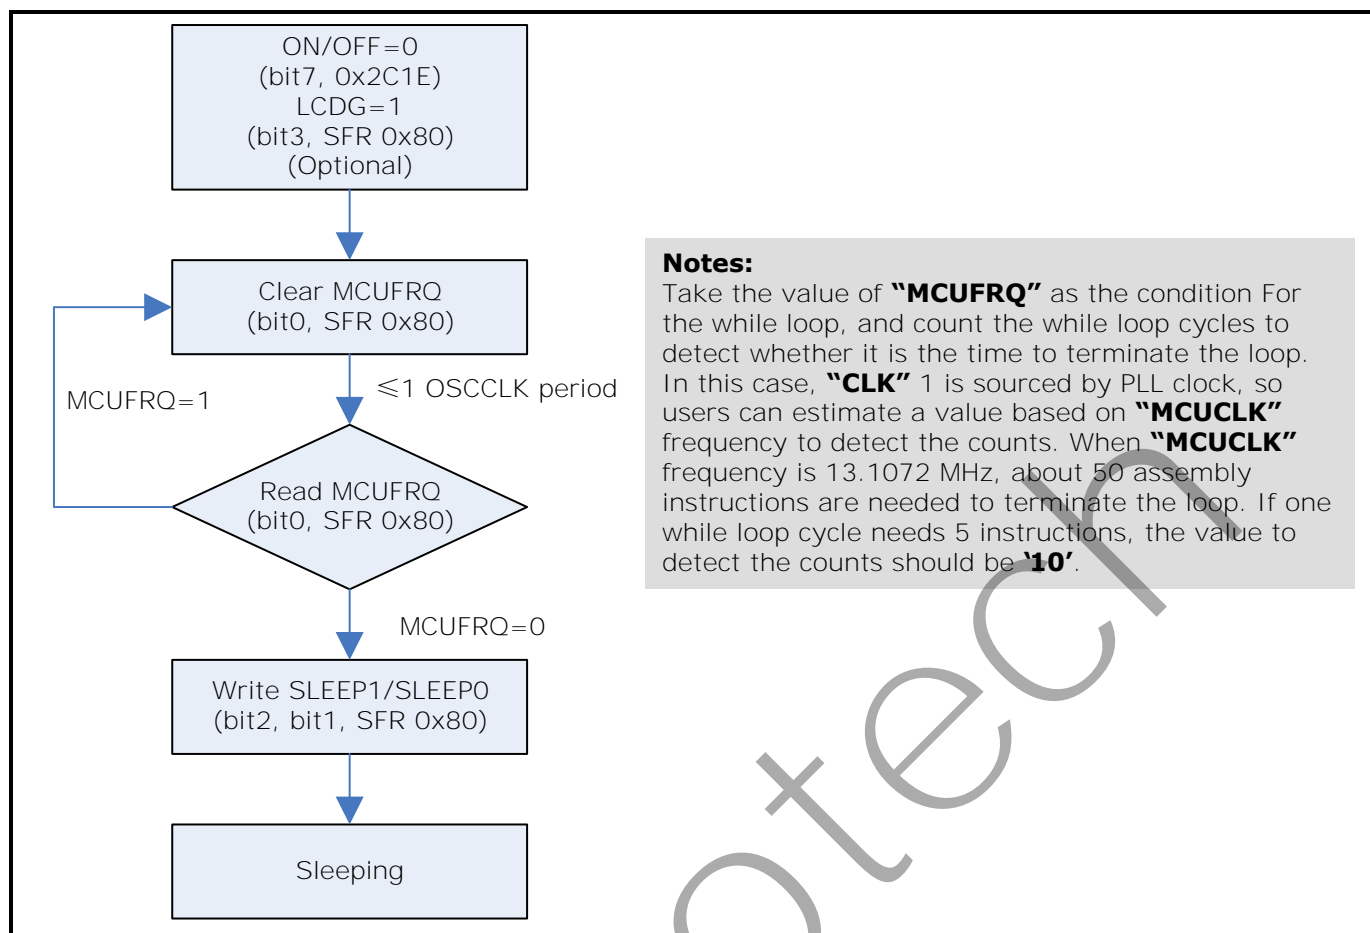 ON/OFF=0
(bit7, 0x2C1E)
LCDG=1
(bit3, SFR 0x80)
(Optional)
Clear MCUFRQ
(bit0, SFR 0x80)
≤1 OSCCLK period
MCUFRQ=1
Read MCUFRQ
(bit0, SFR 0x80)
MCUFRQ=0
Write SLEEP1/SLEEP0
(bit2, bit1, SFR 0x80)
Sleeping
Notes:
Take the value of “MCUFRQ” as the condition For
the while loop, and count the while loop cycles to
detect whether it is the time to terminate the loop.
In this case, “CLK” 1 is sourced by PLL clock, so
users can estimate a value based on “MCUCLK”
frequency to detect the counts. When “MCUCLK”
frequency is 13.1072 MHz, about 50 assembly
instructions are needed to terminate the loop. If one
while loop cycle needs 5 instructions, the value to
detect the counts should be ‘10’.
otech